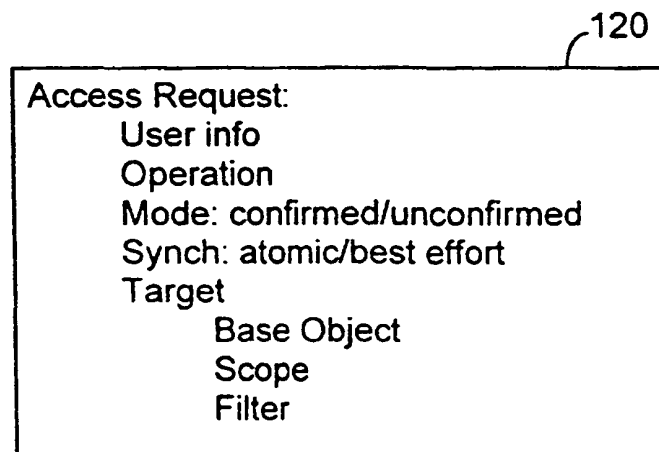 120
Access Request:
User info
Operation
Mode: confirmed/unconfirmed
Synch: atomic/best effort
Target
Base Object
Scope
Filter